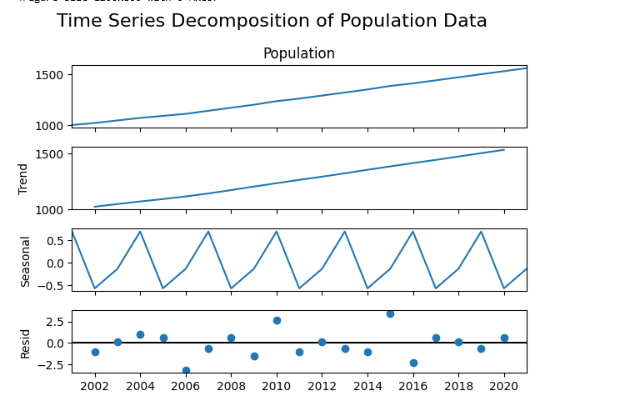 Time Series Decomposition of Population Data
Population
1500
1000
1500
Trend
1000
0.5
Seasonal
0.0
−0.5
2.5
Resid
0.0
−2.5
2002 2004 2006 2008 2010 2012 2014 2016 2018 2020